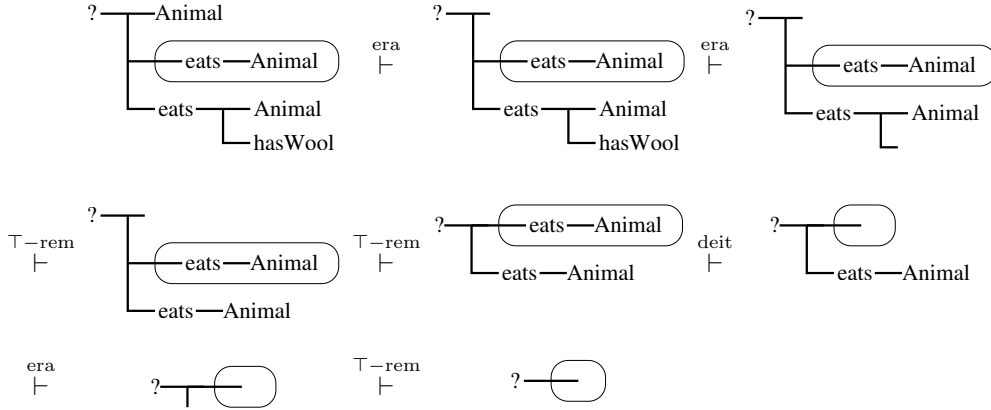 ? Animal ? ?
eats Animal era ⊢ eats Animal era ⊢ eats Animal
eats Animal eats Animal eats Animal
hasWool hasWool
⊤−rem ⊢ ? eats Animal ⊤−rem ⊢ ? eats Animal deit ⊢ ?
eats Animal eats Animal eats Animal
era ⊢ ? ⊤−rem ⊢ ?